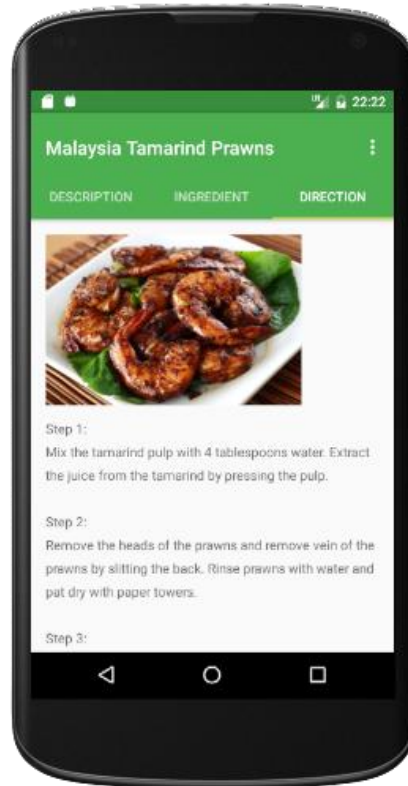 22:22
Malaysia Tamarind Prawns
DESCRIPTION INGREDIENT DIRECTION
Step 1:
Mix the tamarind pulp with 4 tablespoons water. Extract
the juice from the tamarind by pressing the pulp.
Step 2:
Remove the heads of the prawns and remove vein of the
prawns by slitting the back. Rinse prawns with water and
pat dry with paper towers.
Step 3: